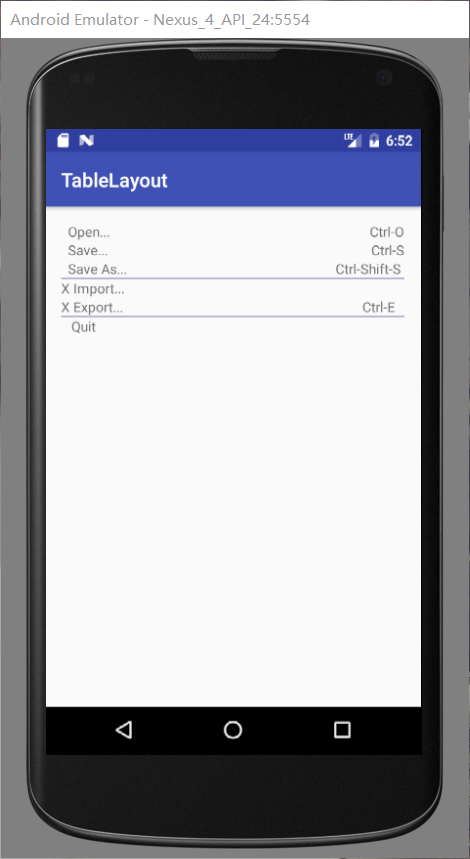 Android Emulator - Nexus_4_API_24:5554
LTE 6:52
TableLayout
Open... Ctrl-O
Save... Ctrl-S
Save As... Ctrl-Shift-S
X Import...
X Export... Ctrl-E
Quit